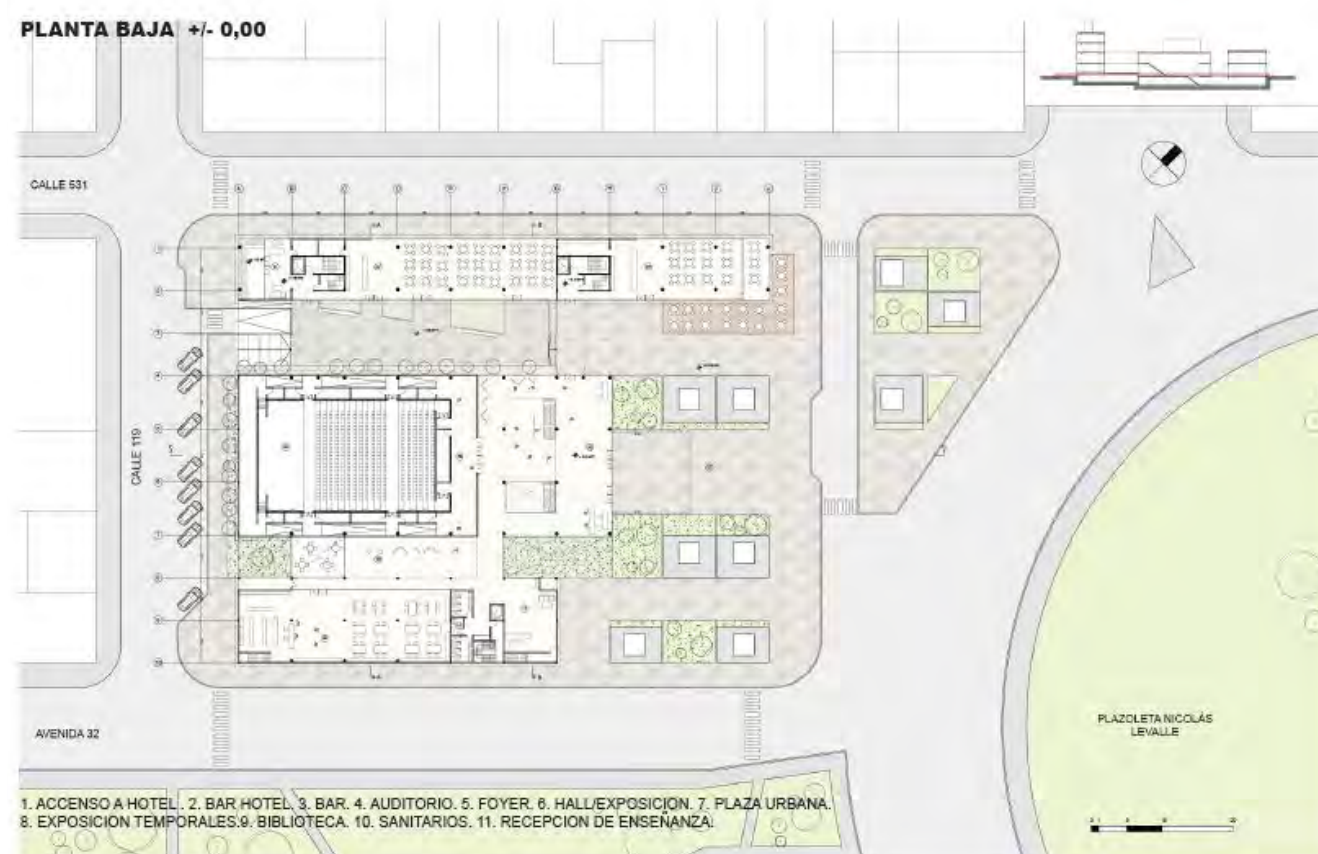 PLANTA BAJA +/- 0,00
CALLE 531
CALLE 119
AVENIDA 32
PLAZOLETA NICOLÁS
LEVALLE
1. ACCENSO A HOTEL . 2. BAR HOTEL. 3. BAR. 4. AUDITORIO. 5. FOYER. 6. HALL/EXPOSICION. 7. PLAZA URBANA.
8. EXPOSICION TEMPORALES.9. BIBLIOTECA. 10. SANITARIOS. 11. RECEPCION DE ENSEÑANZA.